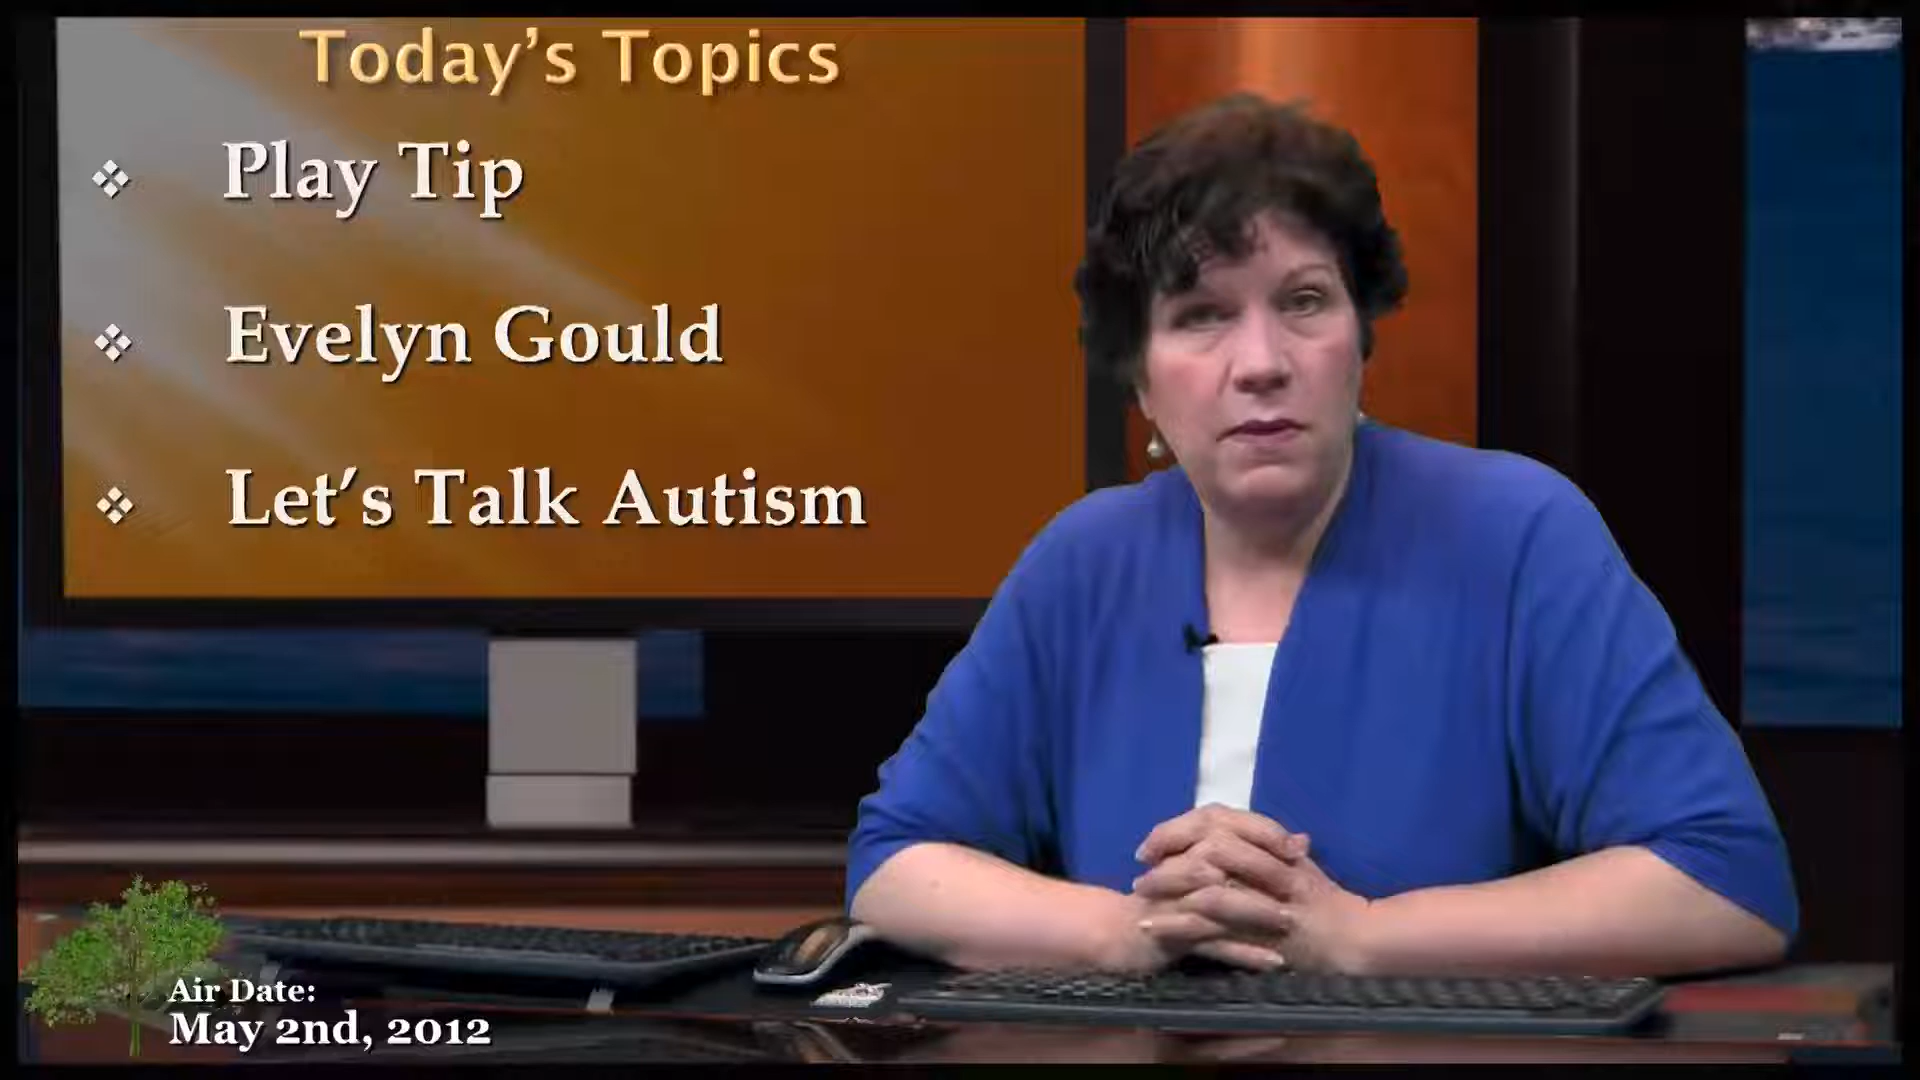 Today's Topics
❖ Play Tip
❖ Evelyn Gould
❖ Let's Talk Autism
Air Date:
May 2nd, 2012